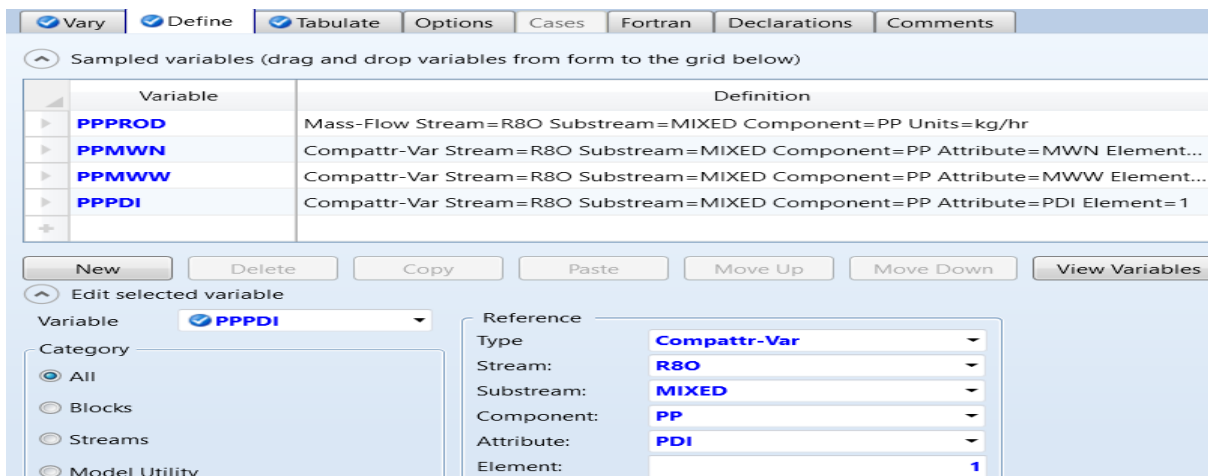 Vary Define Tabulate Options Cases Fortran Declarations Comments
Sampled variables (drag and drop variables from form to the grid below)
Variable Definition
PPPROD Mass-Flow Stream=R8O Substream=MIXED Component=PP Units=kg/hr
PPMWN Compattr-Var Stream=R8O Substream=MIXED Component=PP Attribute=MWN Element...
PPMWW Compattr-Var Stream=R8O Substream=MIXED Component=PP Attribute=MWW Element...
PPPDI Compattr-Var Stream=R8O Substream=MIXED Component=PP Attribute=PDI Element=1
New Delete Copy Paste Move Up Move Down View Variables
Edit selected variable
Variable PPPDI
Category
All
Blocks
Streams
Model Utility
Reference
Type Compattr-Var
Stream: R8O
Substream: MIXED
Component: PP
Attribute: PDI
Element: 1